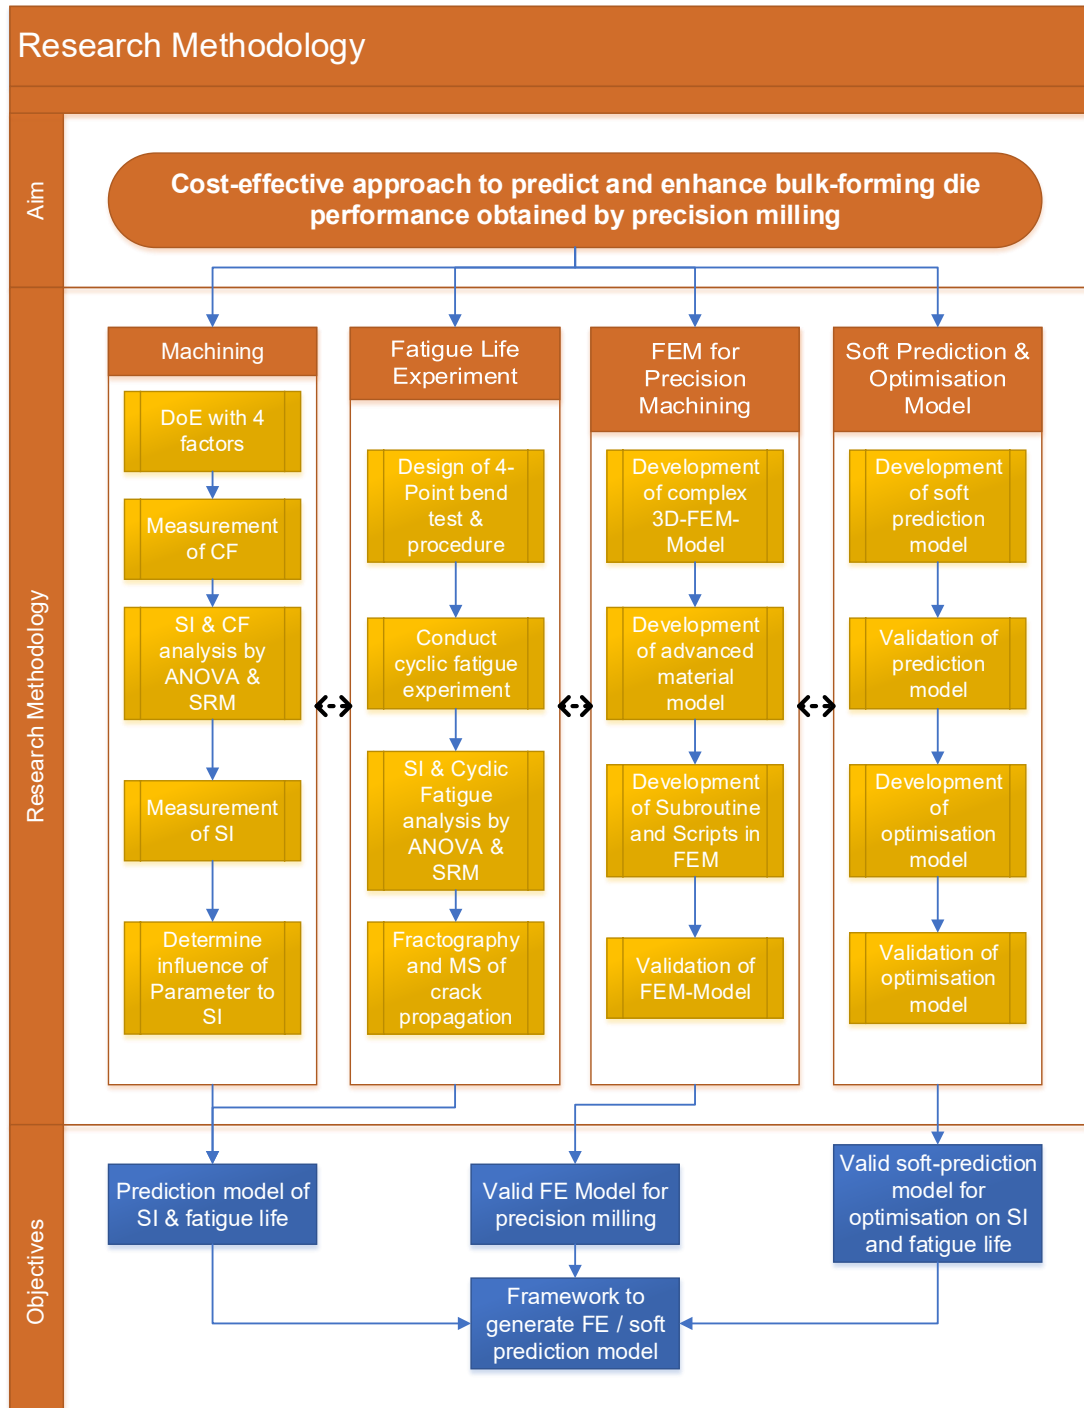 Research Methodology
Aim
Cost-effective approach to predict and enhance bulk-forming die
performance obtained by precision milling
Research Methodology
Machining
DoE with 4
factors
Measurement
of CF
SI & CF
analysis by
ANOVA &
SRM
Measurement
of SI
Determine
influence of
Parameter to
SI
Fatigue Life
Experiment
Design of 4-
Point bend
test &
procedure
Conduct
cyclic fatigue
experiment
SI & Cyclic
Fatigue
analysis by
ANOVA &
SRM
Fractography
and MS of
crack
propagation
FEM for
Precision
Machining
Development
of complex
3D-FEM-
Model
Development
of advanced
material
model
Development
of Subroutine
and Scripts in
FEM
Validation of
FEM-Model
Soft Prediction &
Optimisation
Model
Development
of soft
prediction
model
Validation of
prediction
model
Development
of
optimisation
model
Validation of
optimisation
model
Objectives
Prediction model of
SI & fatigue life
Valid FE Model for
precision milling
Valid soft-prediction
model for
optimisation on SI
and fatigue life
Framework to
generate FE / soft
prediction model